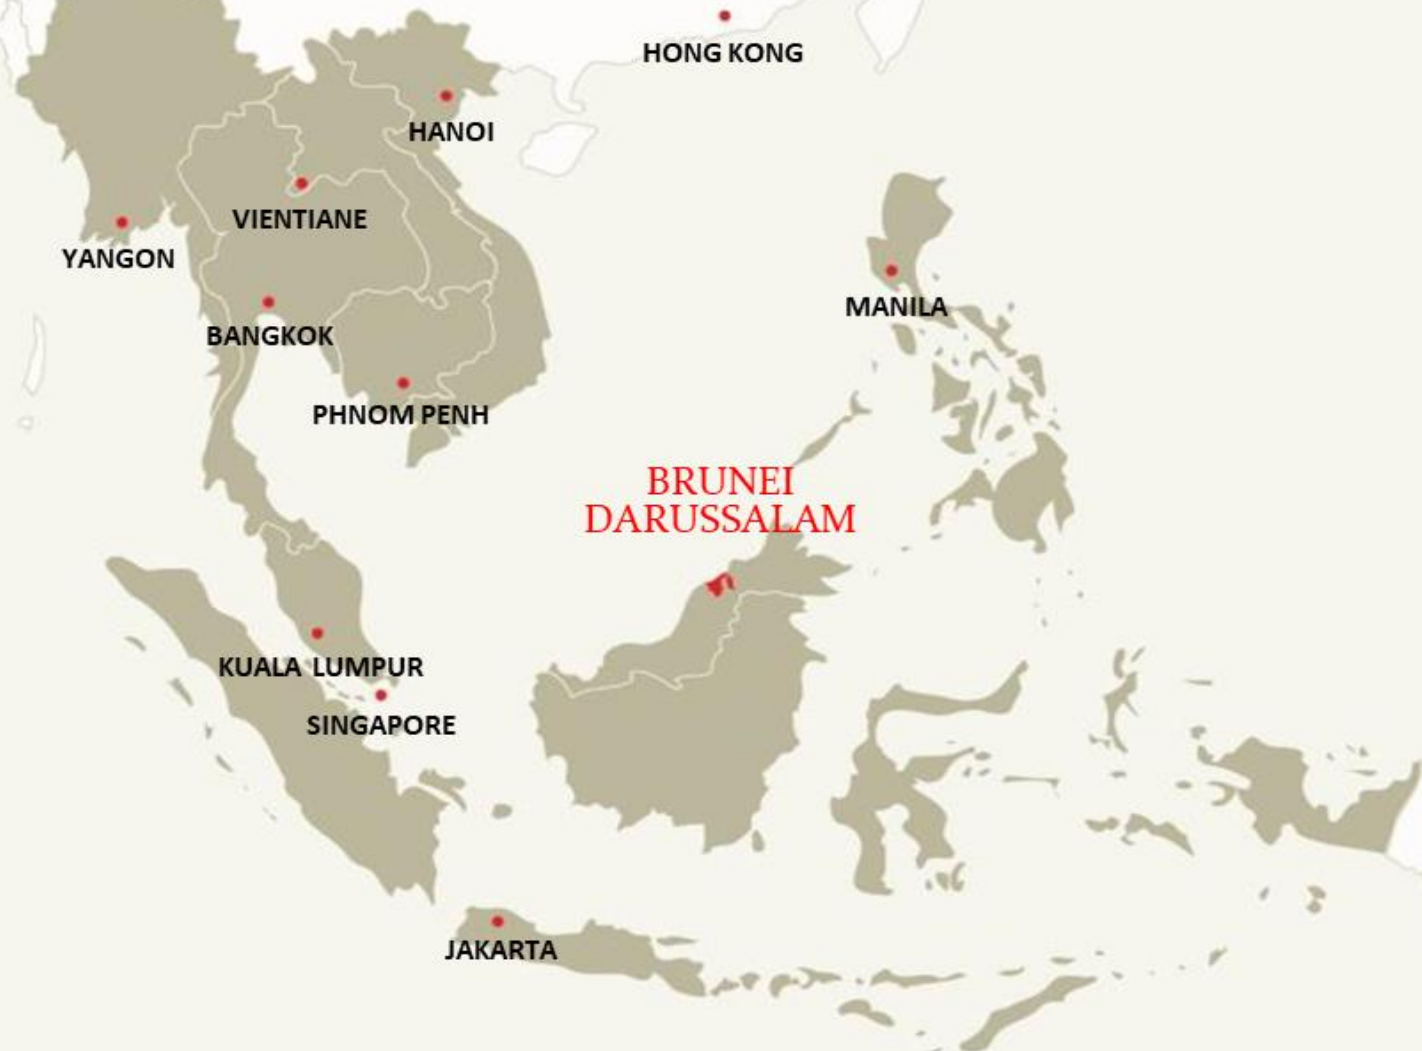 HONG KONG
HANOI
VIENTIANE
YANGON
MANILA
BANGKOK
PHNOM PENH
BRUNEI
DARUSSALAM
KUALA LUMPUR
SINGAPORE
JAKARTA